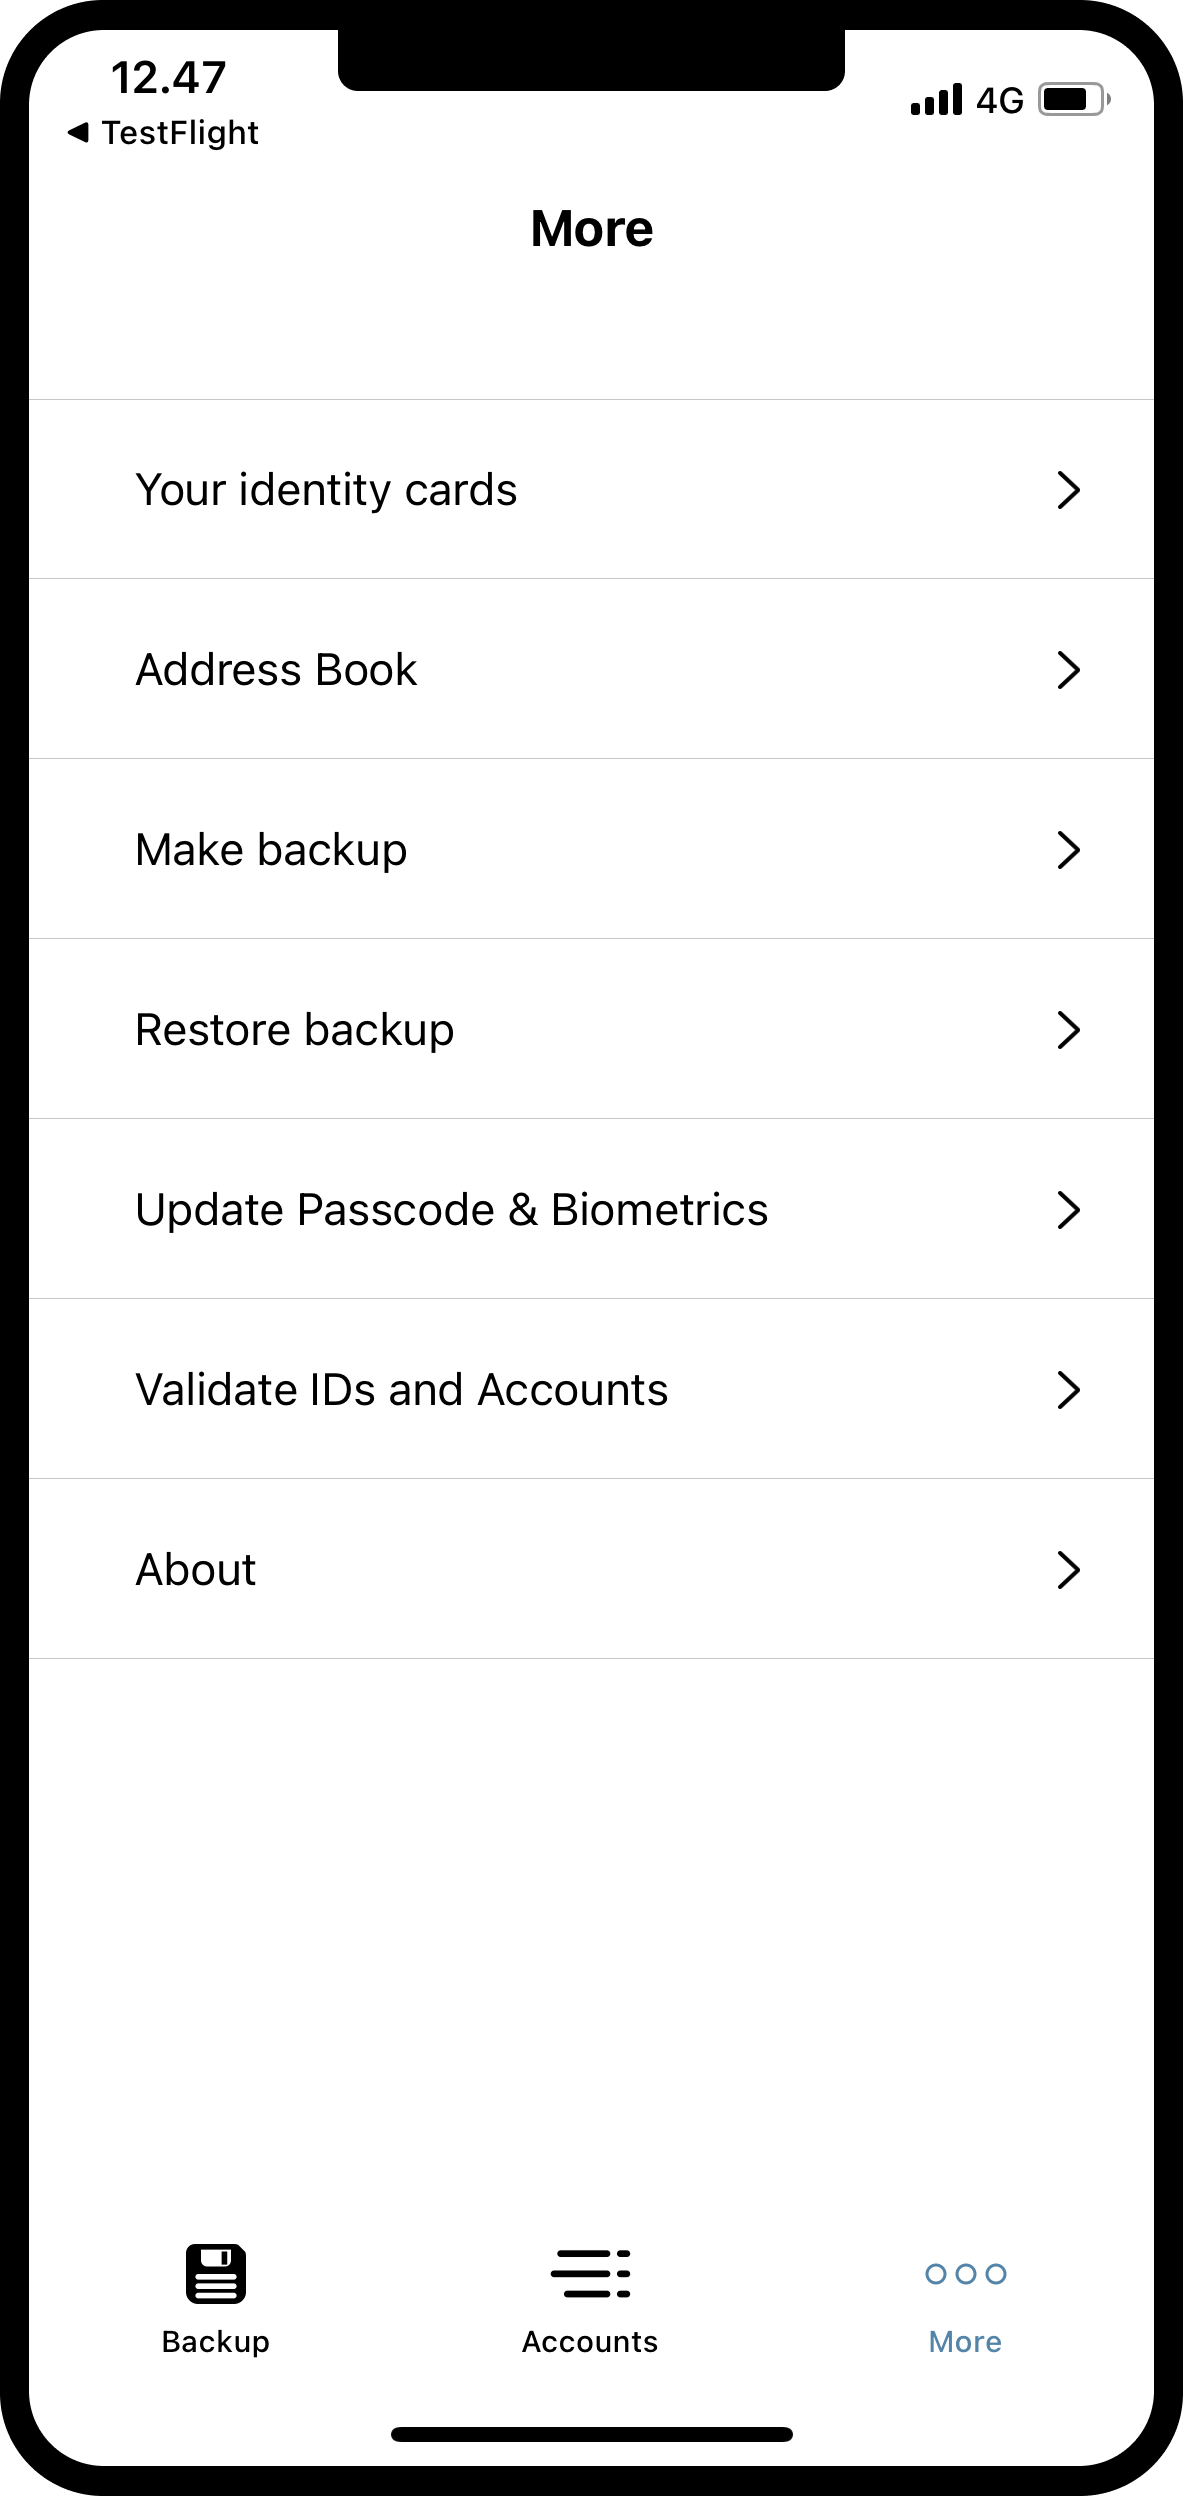 12.47
TestFlight
4G
More
Your identity cards
Address Book
Make backup
Restore backup
Update Passcode & Biometrics
Validate IDs and Accounts
About
Backup
Accounts
More